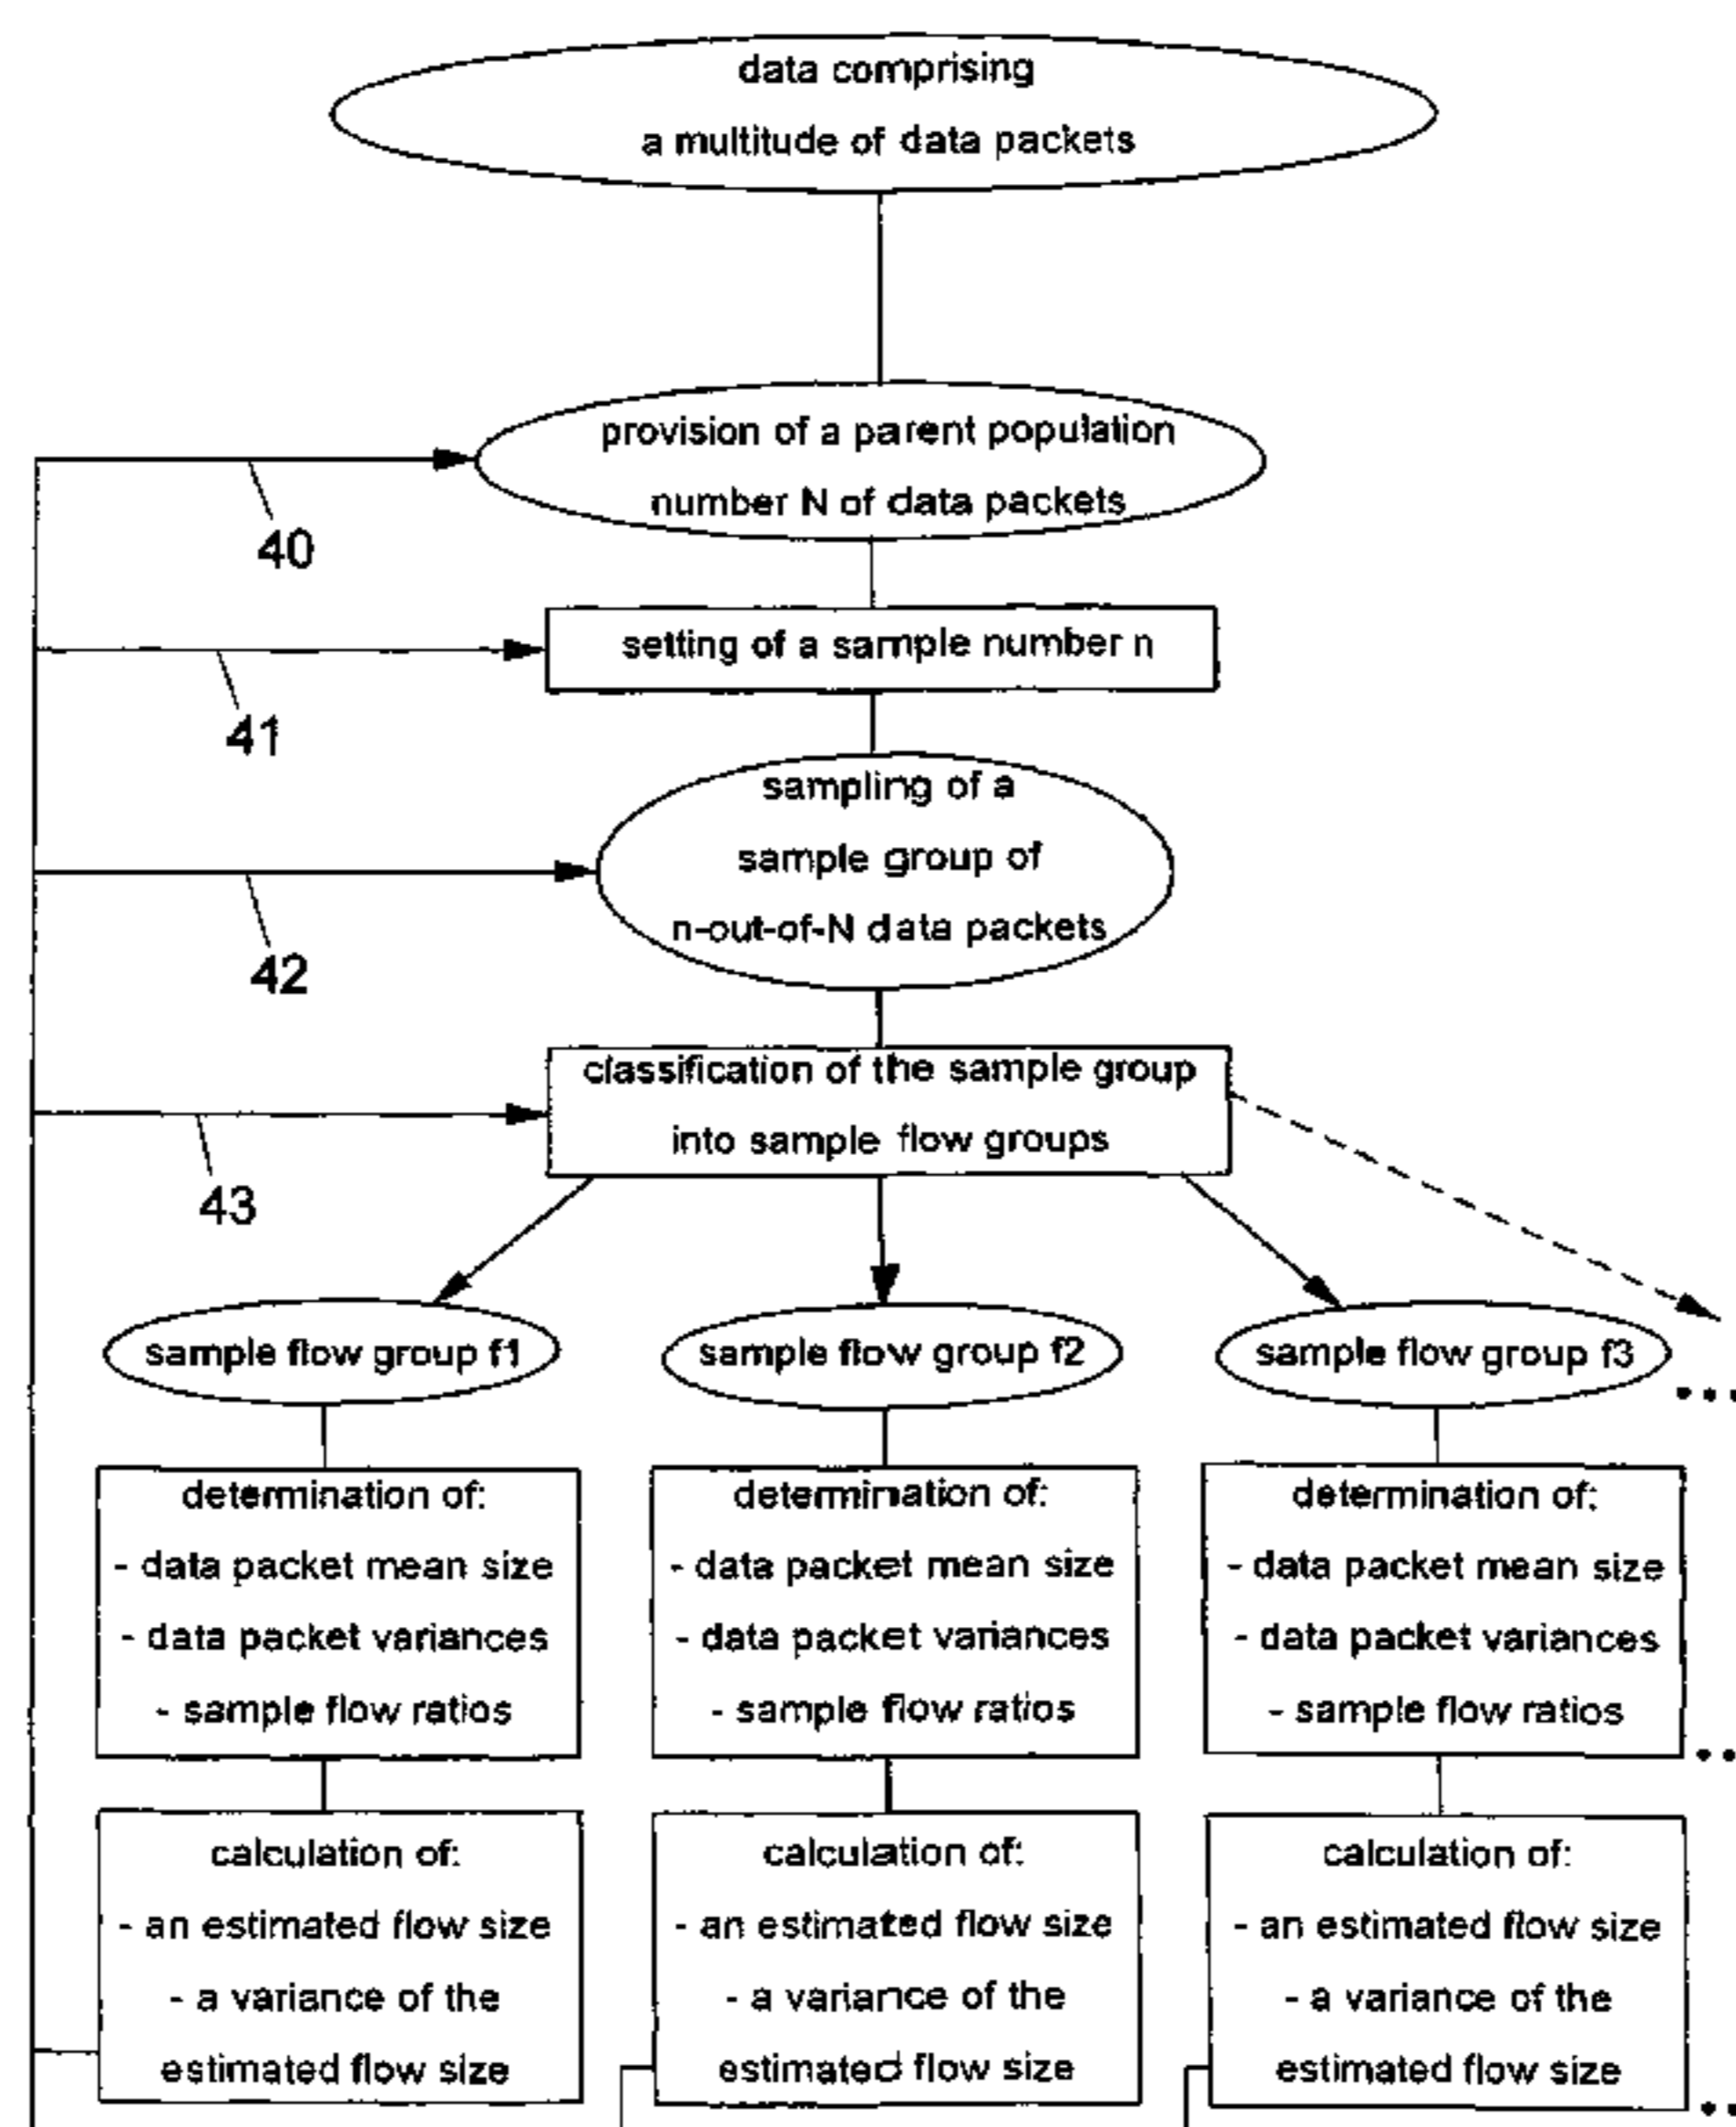 data comprising
a multitude of data packets
provision of a parent population
number N of data packets
40
setting of a sample number n
41
sampling of a
sample group of
n-out-of-N data packets
42
classification of the sample group
into sample flow groups
43
sample flow group f1
sample flow group f2
sample flow group f3
...
determination of:
- data packet mean size
- data packet variances
- sample flow ratios
determination of:
- data packet mean size
- data packet variances
- sample flow ratios
determination of:
- data packet mean size
- data packet variances
- sample flow ratios
..
calculation of:
- an estimated flow size
- a variance of the
estimated flow size
calculation of:
- an estimated flow size
- a variance of the
estimated flow size
calculation of:
- an estimated flow size
- a variance of the
estimated flow size
..